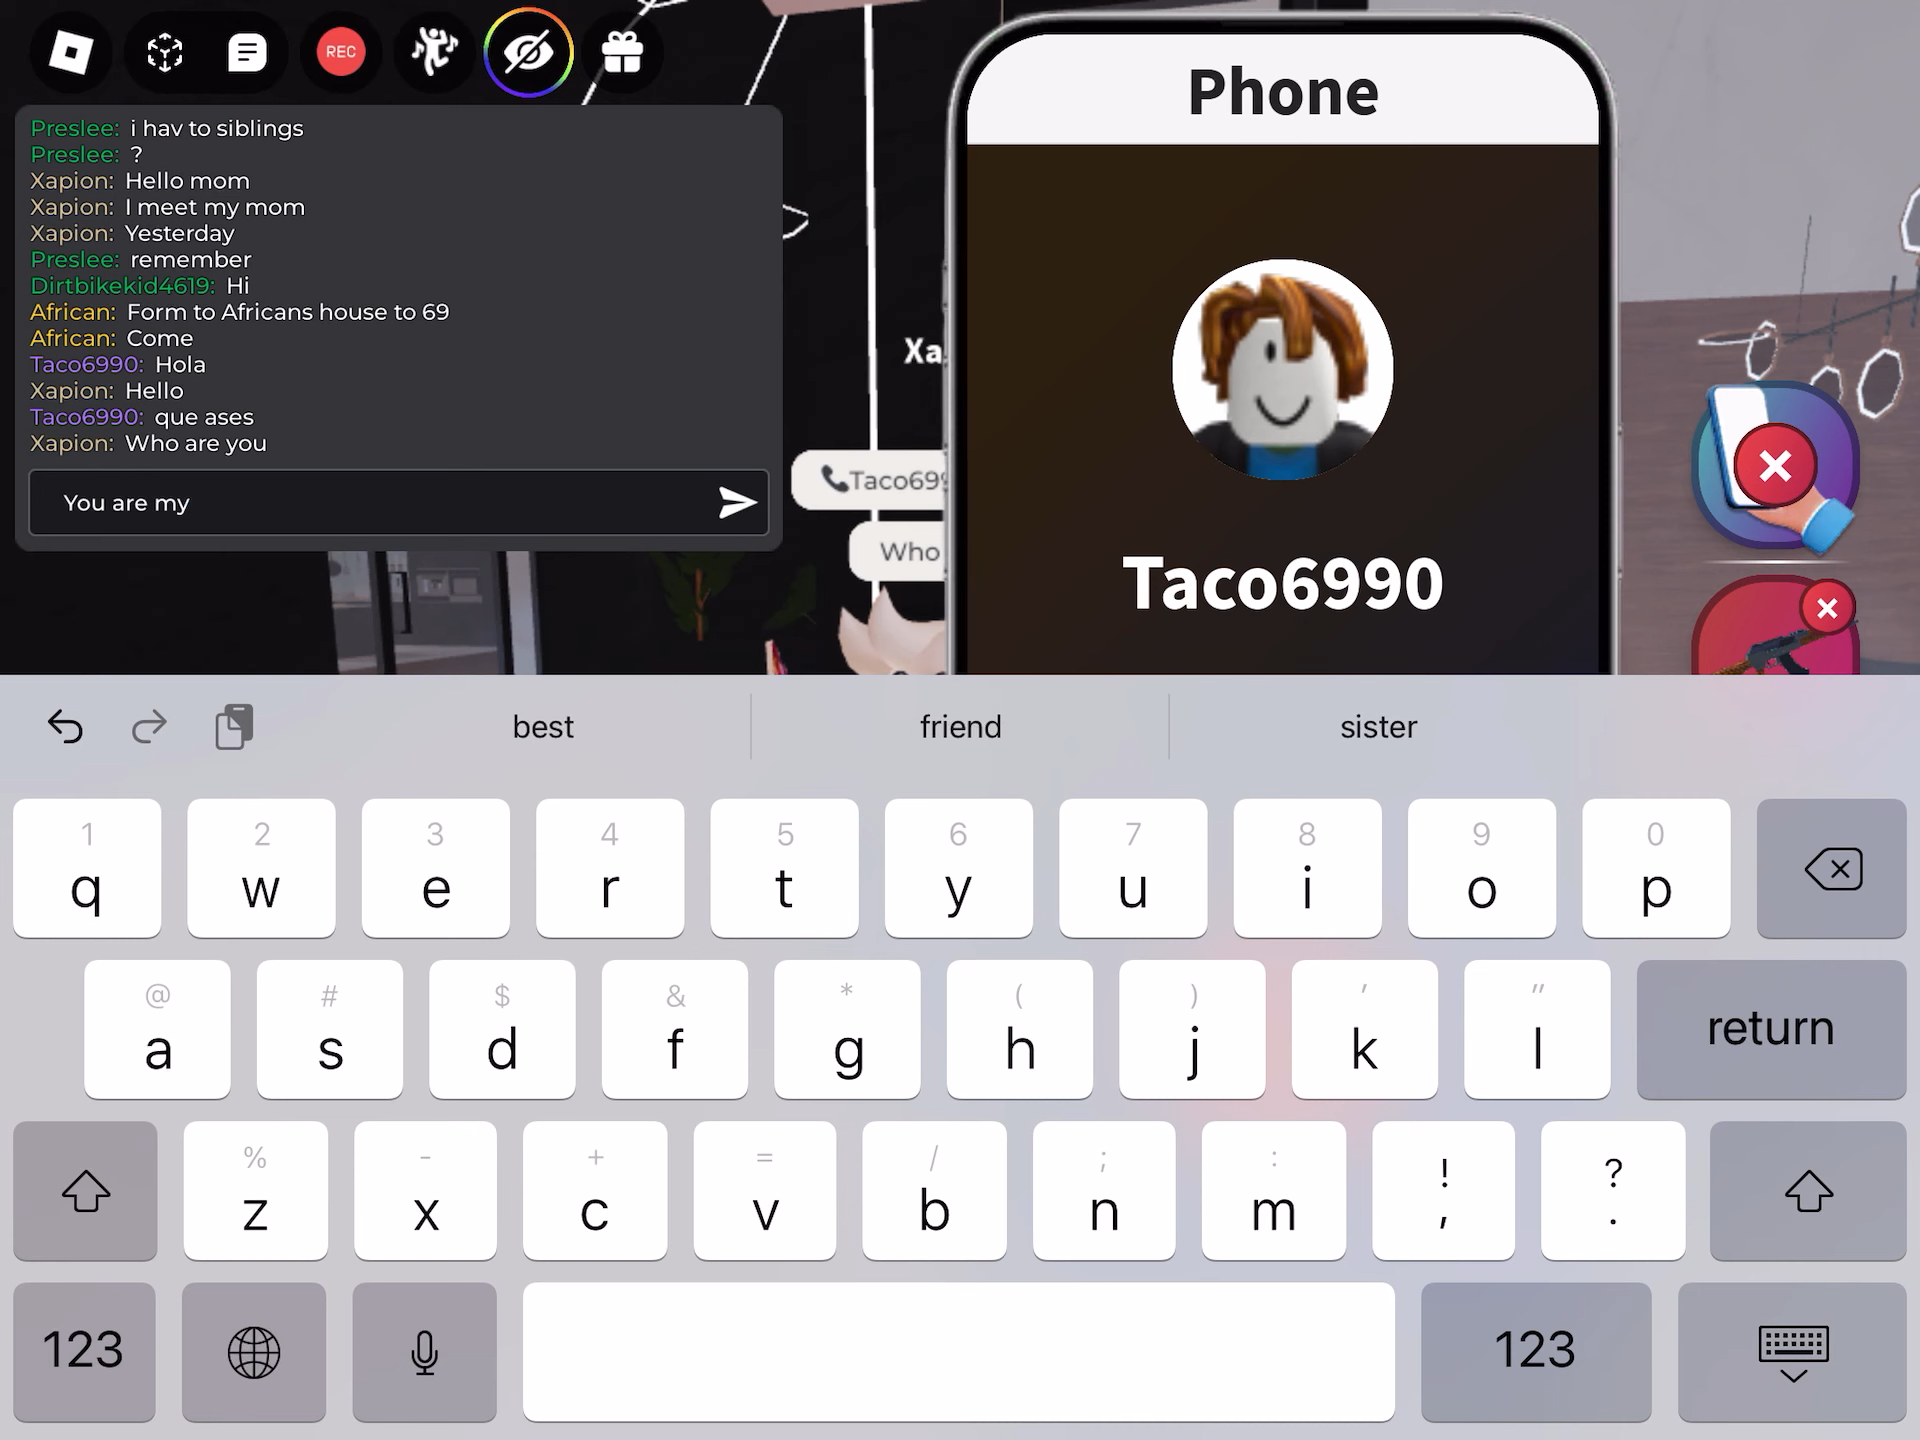 REC
Phone
Preslee: i hav to siblings
Preslee: ?
Xapion: Hello mom
Xapion: I meet my mom
Xapion: Yesterday
Preslee: remember
Dirtbikekid4619: Hi
African: Form to Africans house to 69
African: Come
Taco6990: Hola
Xapion: Hello
Taco6990: que ases
Xapion: Who are you
You are my
Xa
Taco699
Who
Taco6990
best friend sister
1 2 3 4 5 6 7 8 9 0
q w e r t y u i o p
@ # $ & * ( ) ' "
a s d f g h j k l return
% - + = / ; : ! ?
z x c v b n m , .
123 123